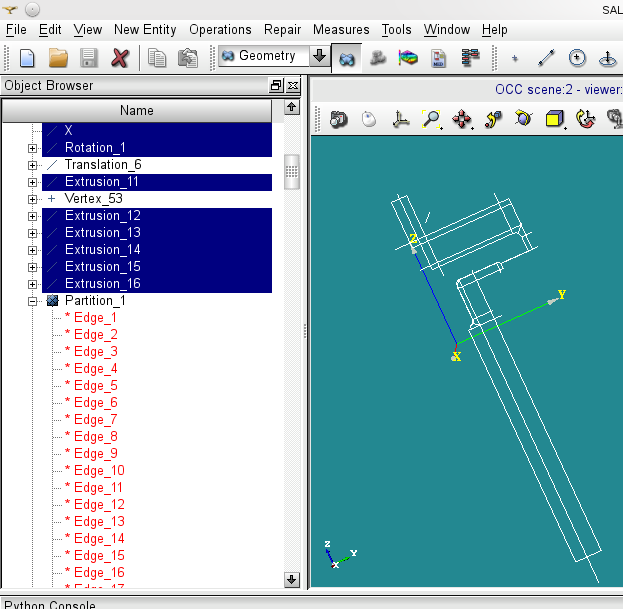 SAL
File Edit View New Entity Operations Repair Measures Tools Window Help
Geometry
Object Browser
OCC scene:2 - viewer:
Name
X
Rotation_1
Translation_6
Extrusion_11
Vertex_53
Extrusion_12
Extrusion_13
Extrusion_14
Extrusion_15
Extrusion_16
Partition_1
* Edge_1
* Edge_2
* Edge_3
* Edge_4
* Edge_5
* Edge_6
* Edge_7
* Edge_8
* Edge_9
* Edge_10
* Edge_11
* Edge_12
* Edge_13
* Edge_14
* Edge_15
* Edge_16
* Edge_17
Z
Y
X
Z
Y
X
Python Console